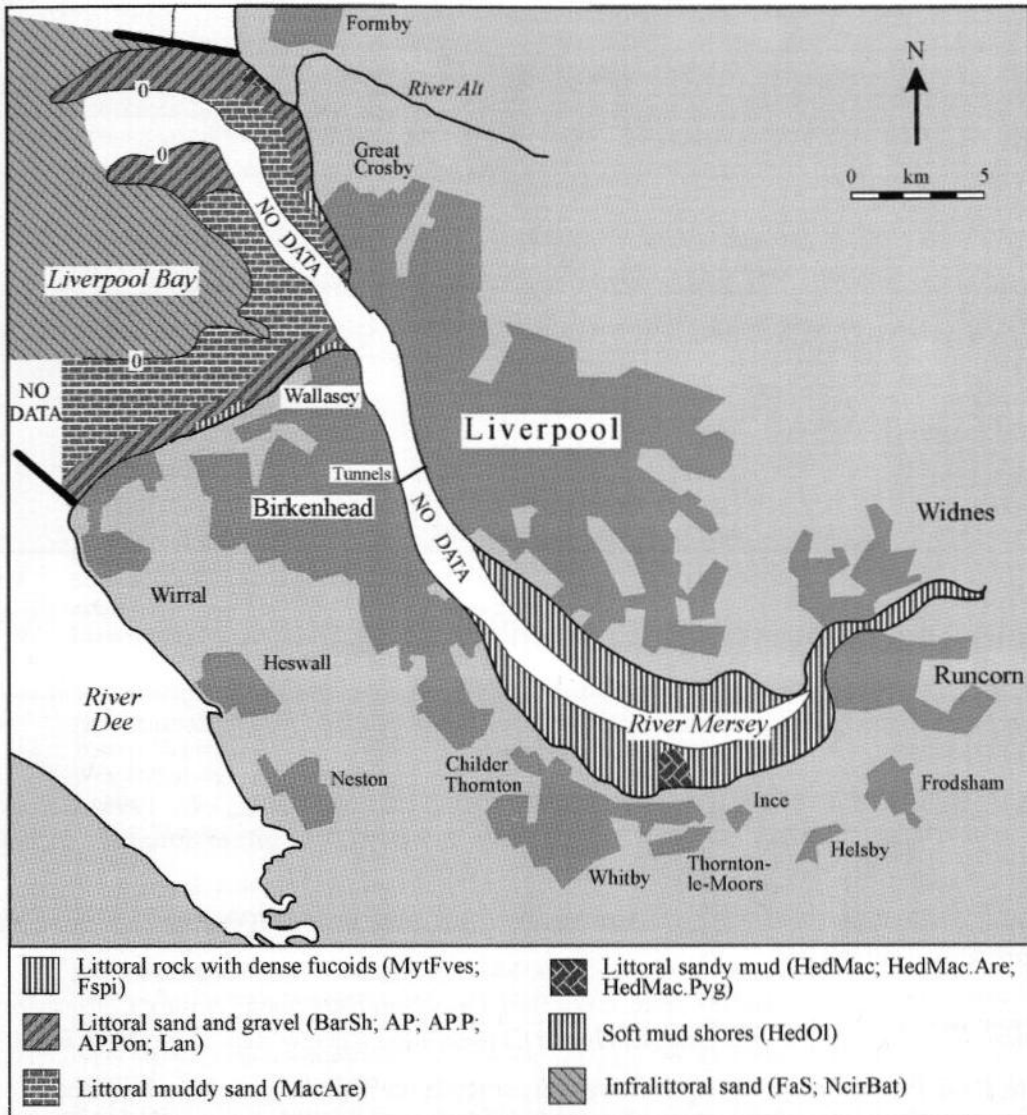 Formby
N
River Alt
Great
Crosby
0 km 5
0
0
NO DATA
Liverpool Bay
0
NO
DATA
Wallasey
Liverpool
Tunnels
Birkenhead
NO DATA
Widnes
Wirral
Heswall
River
Dee
Runcorn
River Mersey
Neston
Childer
Thornton
Ince
Frodsham
Whitby
Thornton-
le-Moors
Helsby
Littoral rock with dense fucoids (MytFves;
Fspi)
Littoral sand and gravel (BarSh; AP; AP.P;
AP.Pon; Lan)
Littoral muddy sand (MacAre)
Littoral sandy mud (HedMac; HedMac.Are;
HedMac.Pyg)
Soft mud shores (HedOl)
Infralittoral sand (FaS; NcirBat)